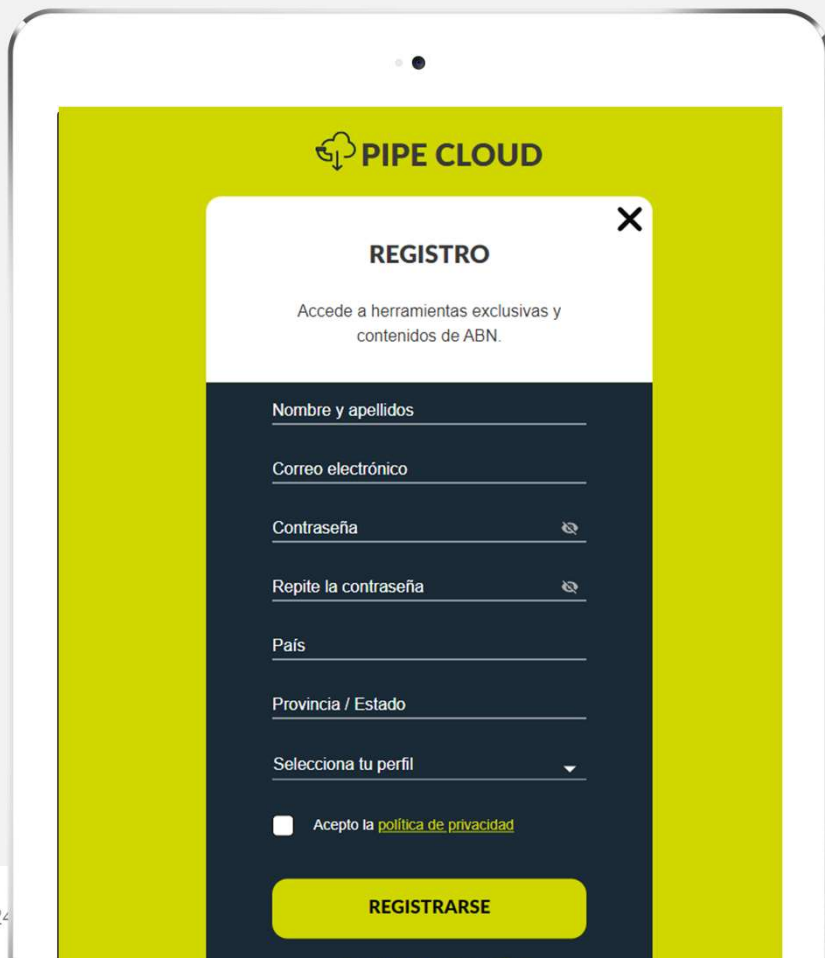 PIPE CLOUD
REGISTRO
Accede a herramientas exclusivas y
contenidos de ABN.
Nombre y apellidos
Correo electrónico
Contraseña
Repite la contraseña
País
Provincia / Estado
Selecciona tu perfil
Acepto la política de privacidad
REGISTRARSE